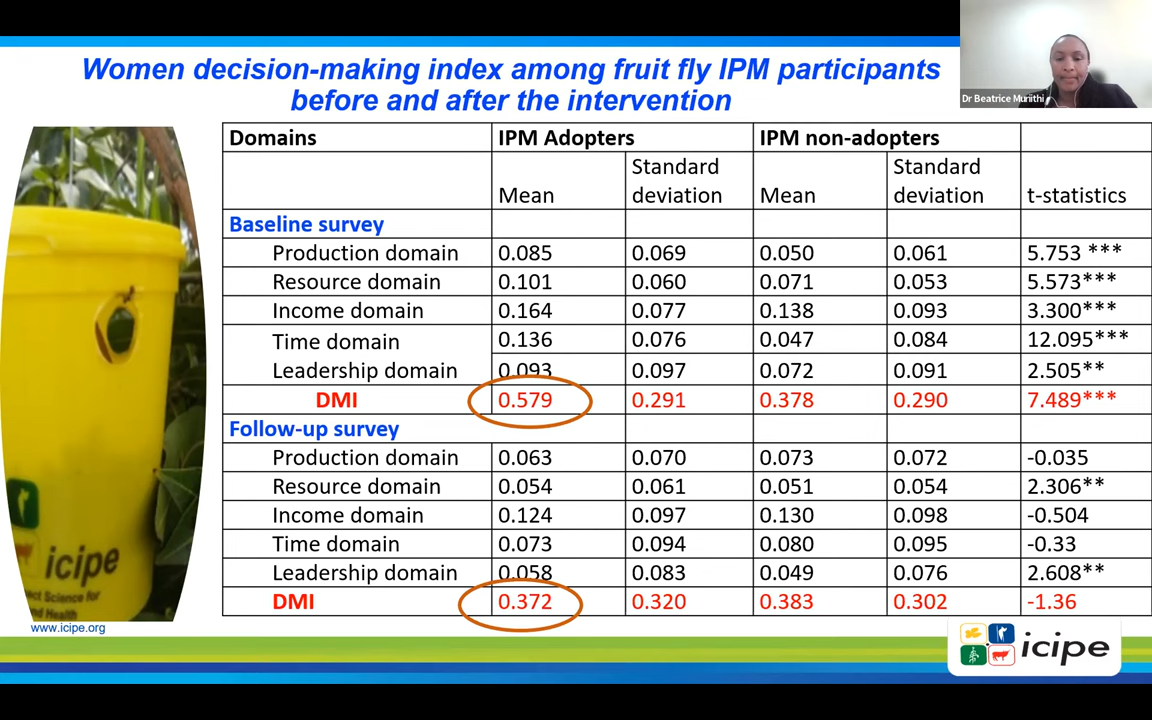 Women decision-making index among fruit fly IPM participants
before and after the intervention
Dr Beatrice Muriithi
Domains IPM Adopters IPM non-adopters
Mean Standard deviation Mean Standard deviation t-statistics
Baseline survey
Production domain 0.085 0.069 0.050 0.061 5.753 ***
Resource domain 0.101 0.060 0.071 0.053 5.573***
Income domain 0.164 0.077 0.138 0.093 3.300***
Time domain 0.136 0.076 0.047 0.084 12.095***
Leadership domain 0.093 0.097 0.072 0.091 2.505**
DMI 0.579 0.291 0.378 0.290 7.489***
Follow-up survey
Production domain 0.063 0.070 0.073 0.072 -0.035
Resource domain 0.054 0.061 0.051 0.054 2.306**
Income domain 0.124 0.097 0.130 0.098 -0.504
Time domain 0.073 0.094 0.080 0.095 -0.33
Leadership domain 0.058 0.083 0.049 0.076 2.608**
DMI 0.372 0.320 0.383 0.302 -1.36
icipe
ect Science for
d Health
www.icipe.org
icipe